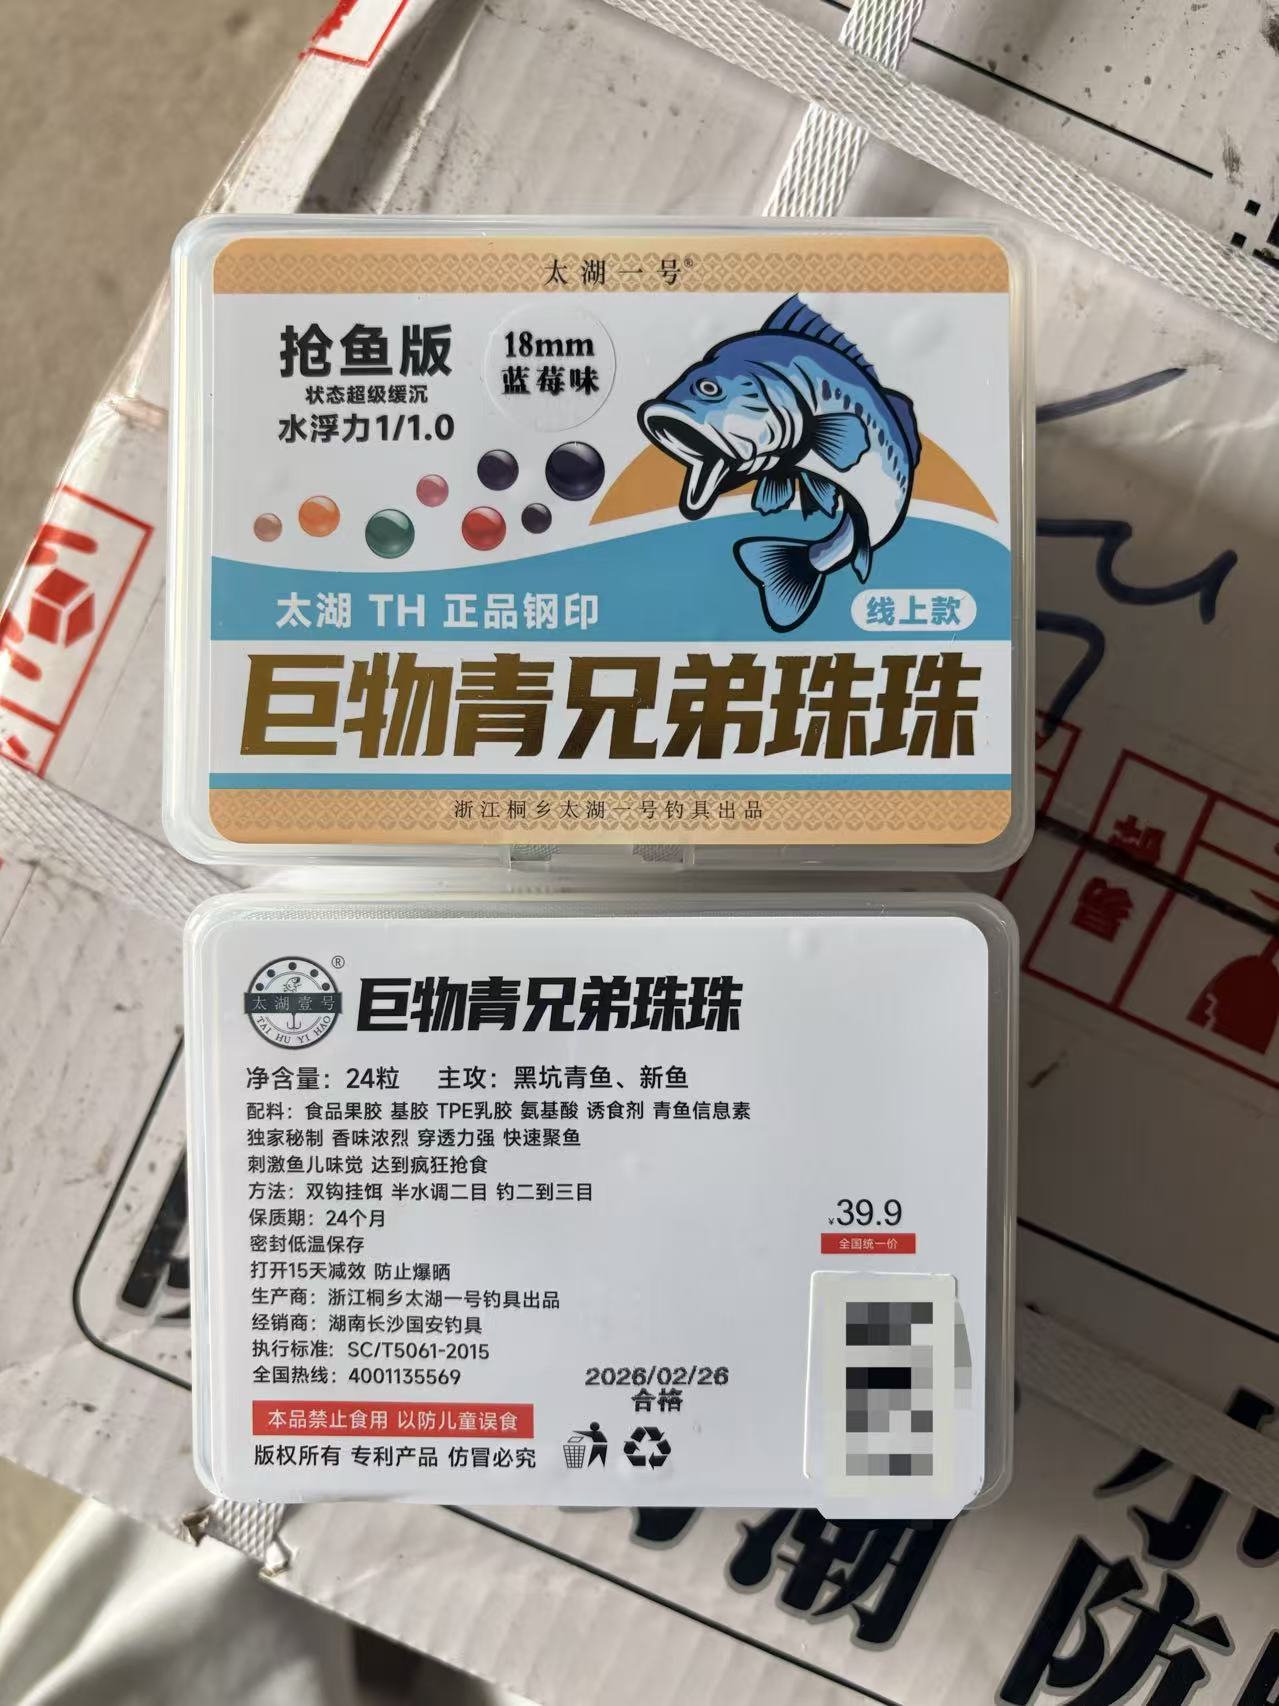 太湖一号®
抢鱼版
状态超级缓沉
水浮力1/1.0
18mm
蓝莓味
太湖 TH 正品钢印
线上款
巨物青兄弟珠珠
浙江桐乡太湖一号钓具出品
太湖壹号
TAI HU YI HAO
®
巨物青兄弟珠珠
净含量：24粒 主攻：黑坑青鱼、新鱼
配料：食品果胶 基胶 TPE乳胶 氨基酸 诱食剂 青鱼信息素
独家秘制 香味浓烈 穿透力强 快速聚鱼
刺激鱼儿味觉 达到疯狂抢食
方法：双钩挂饵 半水调二目 钓二到三目
保质期：24个月
密封低温保存
打开15天减效 防止爆晒
生产商：浙江桐乡太湖一号钓具出品
经销商：湖南长沙国安钓具
执行标准：SC/T5061-2015
全国热线：4001135569
¥39.9
全国统一价
2026/02/26
合格
本品禁止食用 以防儿童误食
版权所有 专利产品 仿冒必究
潮
防